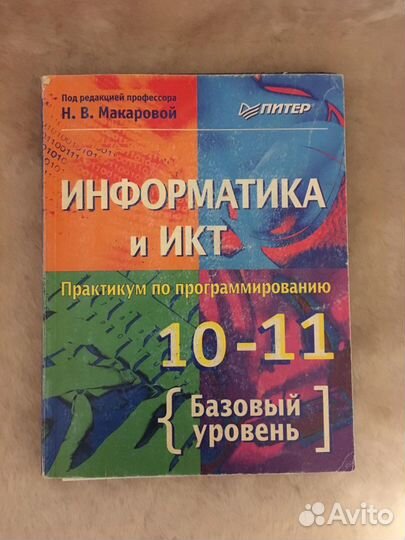 Под редакцией профессора
Н. В. Макаровой
ПИТЕР
ИНФОРМАТИКА
и ИКТ
Практикум по программированию
10-11
{ Базовый
уровень ]
Avito